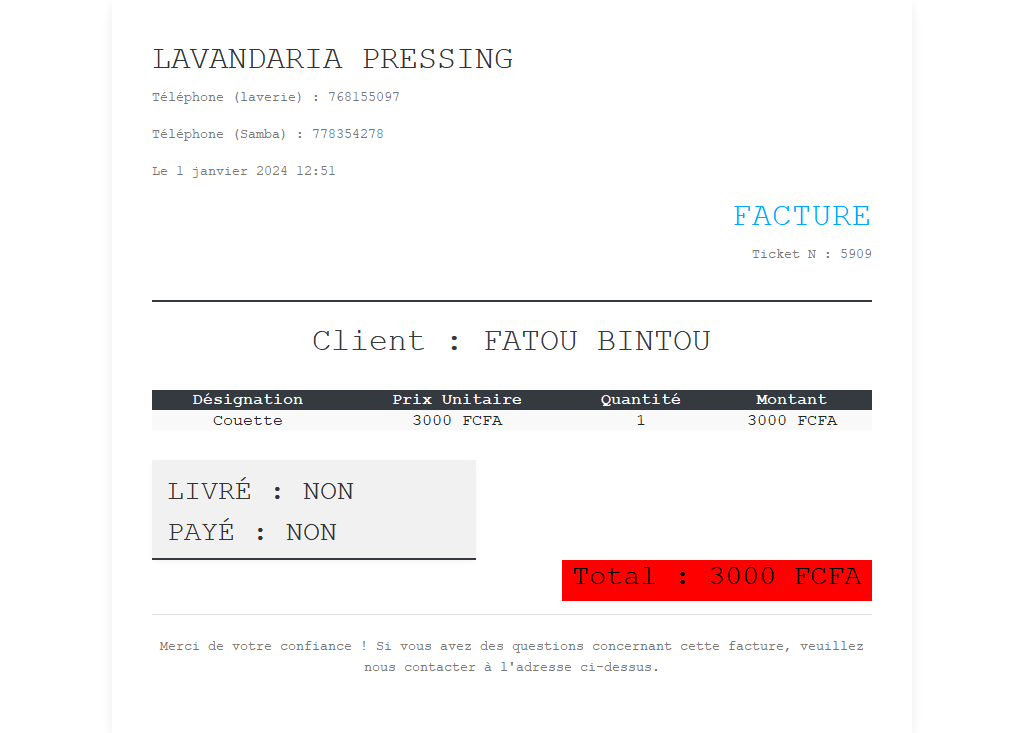 LAVANDARIA PRESSING
Téléphone (laverie) : 768155097
Téléphone (Samba) : 778354278
Le 1 janvier 2024 12:51
FACTURE
Ticket N : 5909
Client : FATOU BINTOU
Désignation Prix Unitaire Quantité Montant
Couette 3000 FCFA 1 3000 FCFA
LIVRÉ : NON
PAYÉ : NON
Total : 3000 FCFA
Merci de votre confiance ! Si vous avez des questions concernant cette facture, veuillez
nous contacter à l'adresse ci-dessus.